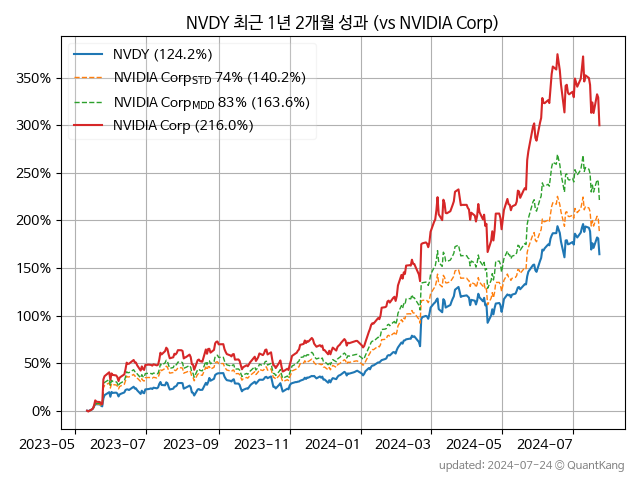 NVDY 최근 1년 2개월 성과 (vs NVIDIA Corp)
NVDY (124.2%)
NVIDIA Corp_STD 74% (140.2%)
NVIDIA Corp_MDD 83% (163.6%)
NVIDIA Corp (216.0%)
350%
300%
250%
200%
150%
100%
50%
0%
2023-05 2023-07 2023-09 2023-11 2024-01 2024-03 2024-05 2024-07
updated: 2024-07-24 © QuantKang